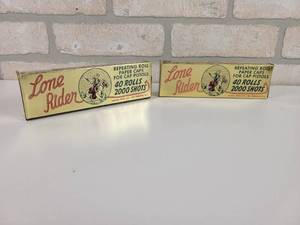 Lone
Rider
REPEATING ROLL
PAPER CAPS
FOR CAP PISTOLS
40 ROLLS
2000 SHOTS
Lone
Rider
REPEATING ROLL
PAPER CAPS
FOR CAP PISTOLS
40 ROLLS
2000 SHOTS